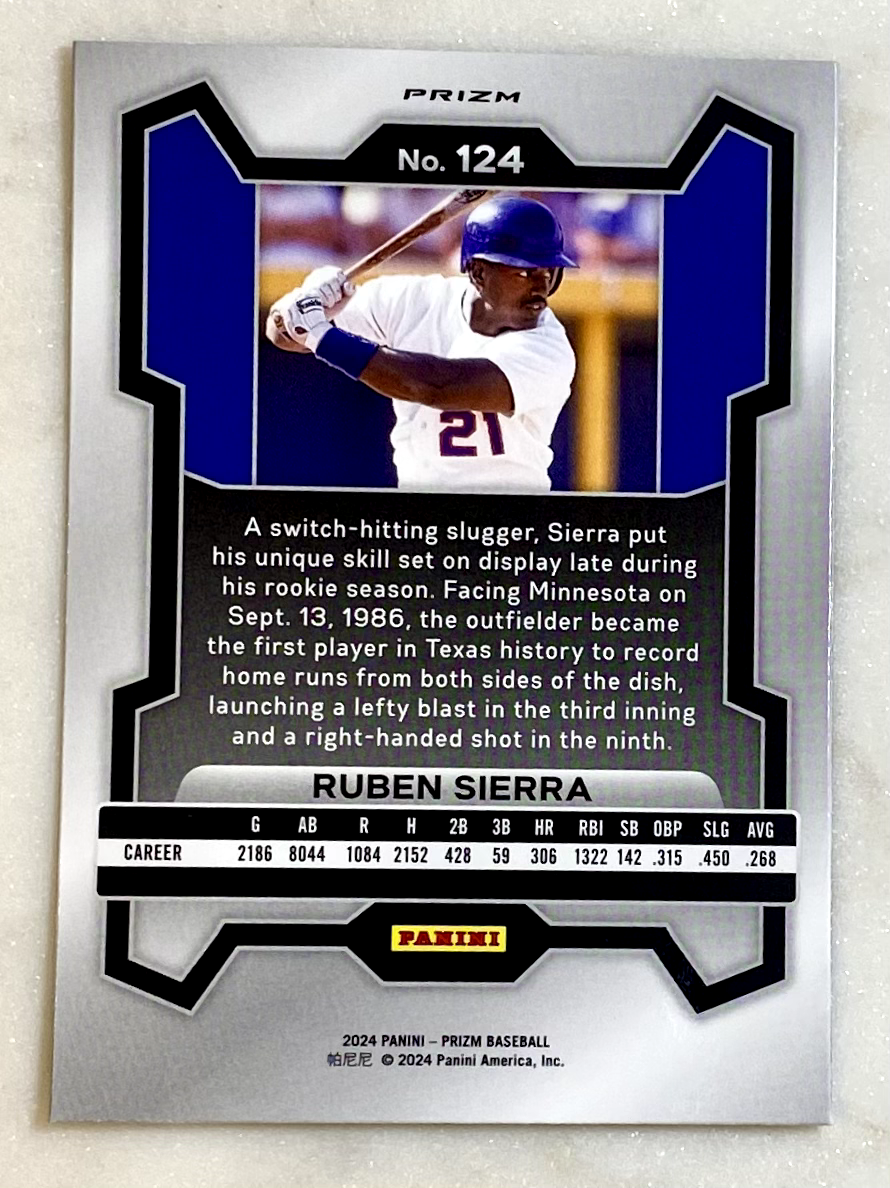 PRIZM
No. 124
21
A switch-hitting slugger, Sierra put
his unique skill set on display late during
his rookie season. Facing Minnesota on
Sept. 13, 1986, the outfielder became
the first player in Texas history to record
home runs from both sides of the dish,
launching a lefty blast in the third inning
and a right-handed shot in the ninth.
RUBEN SIERRA
G AB R H 2B 3B HR RBI SB OBP SLG AVG
CAREER 2186 8044 1084 2152 428 59 306 1322 142 .315 .450 .268
PANINI
2024 PANINI – PRIZM BASEBALL
帕尼尼 © 2024 Panini America, Inc.